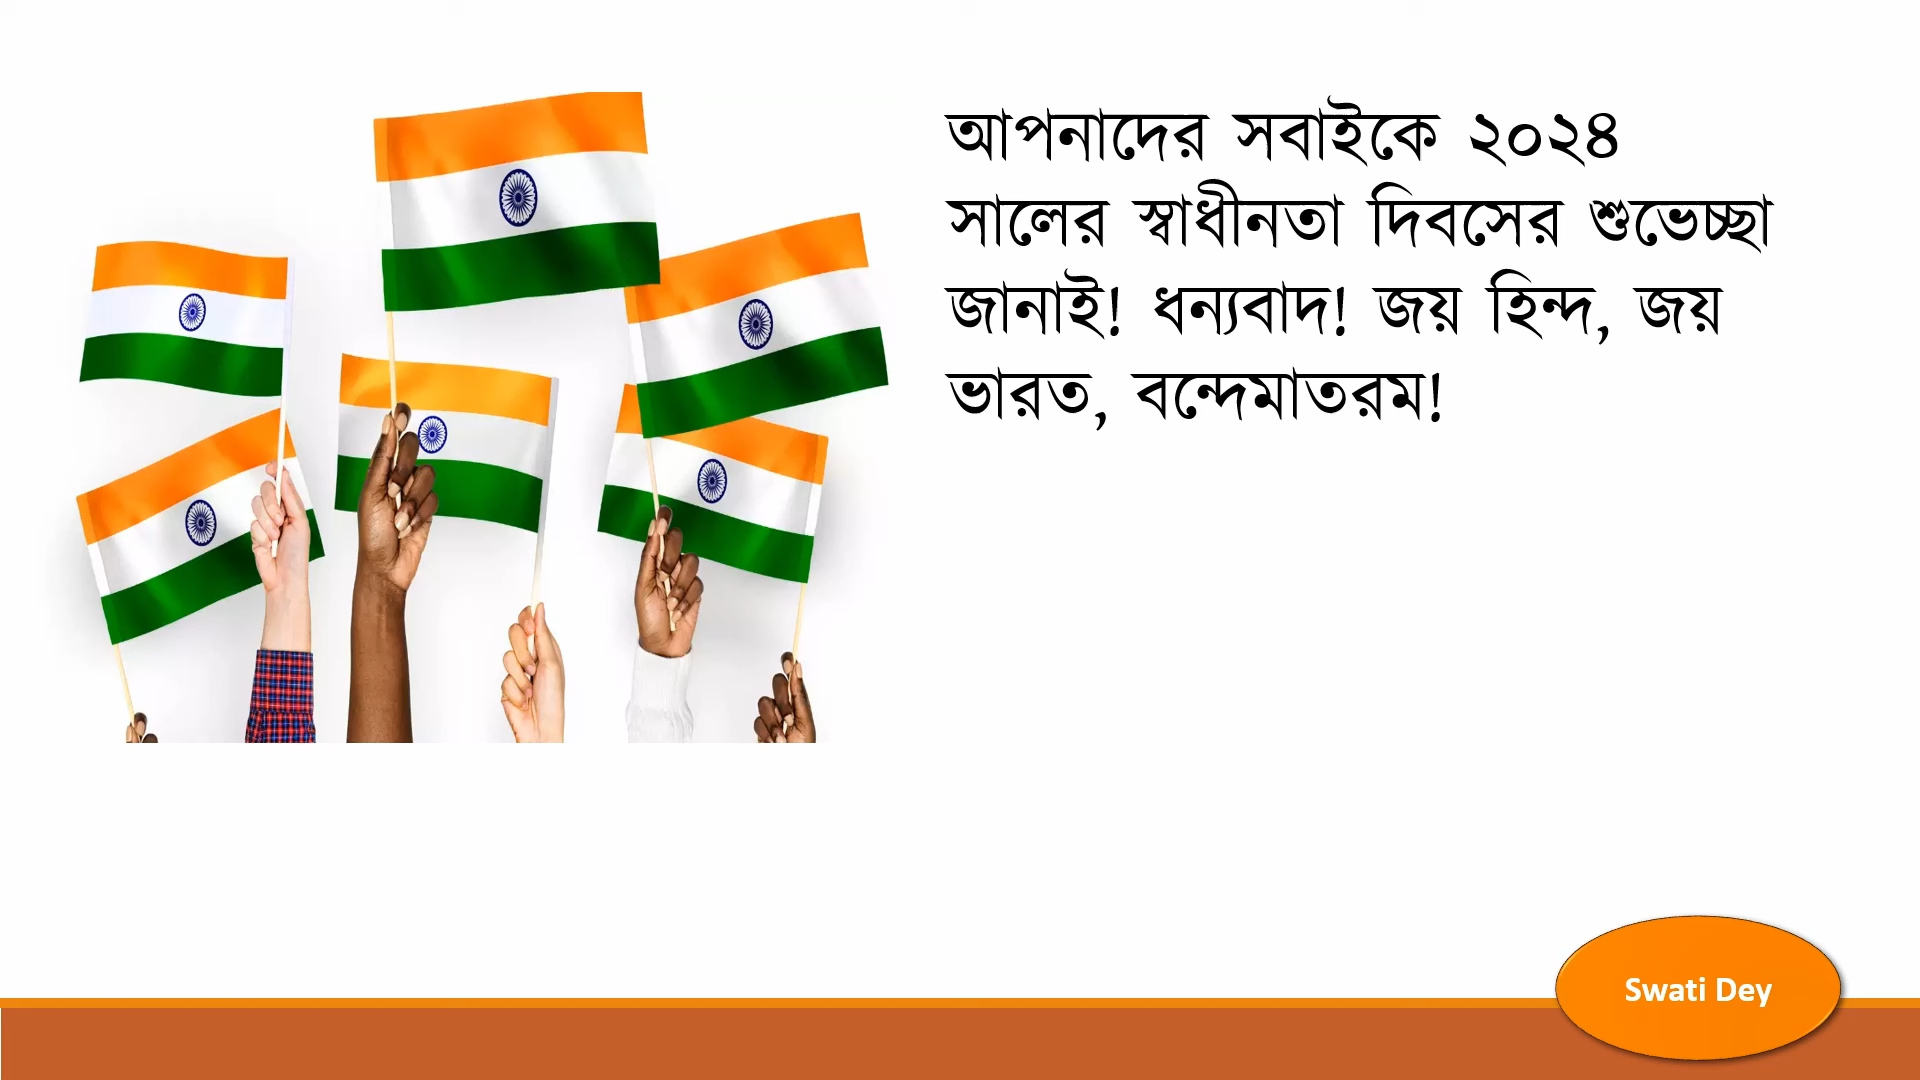 আপনাদের সবাইকে ২০২৪
সালের স্বাধীনতা দিবসের শুভেচ্ছা
জানাই! ধন্যবাদ! জয় হিন্দ, জয়
ভারত, বন্দেমাতরম!
Swati Dey